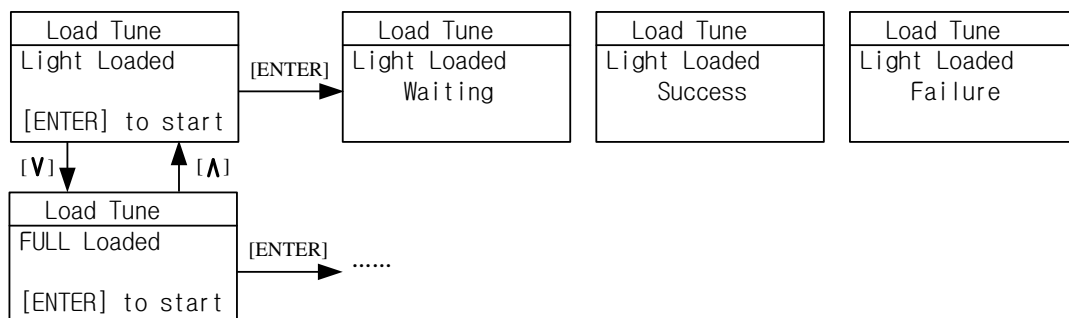 Load Tune
Light Loaded
[ENTER] to start
[ENTER]
Load Tune
Light Loaded
Waiting
Load Tune
Light Loaded
Success
Load Tune
Light Loaded
Failure
[∨]
[∧]
Load Tune
FULL Loaded
[ENTER] to start
[ENTER]
......